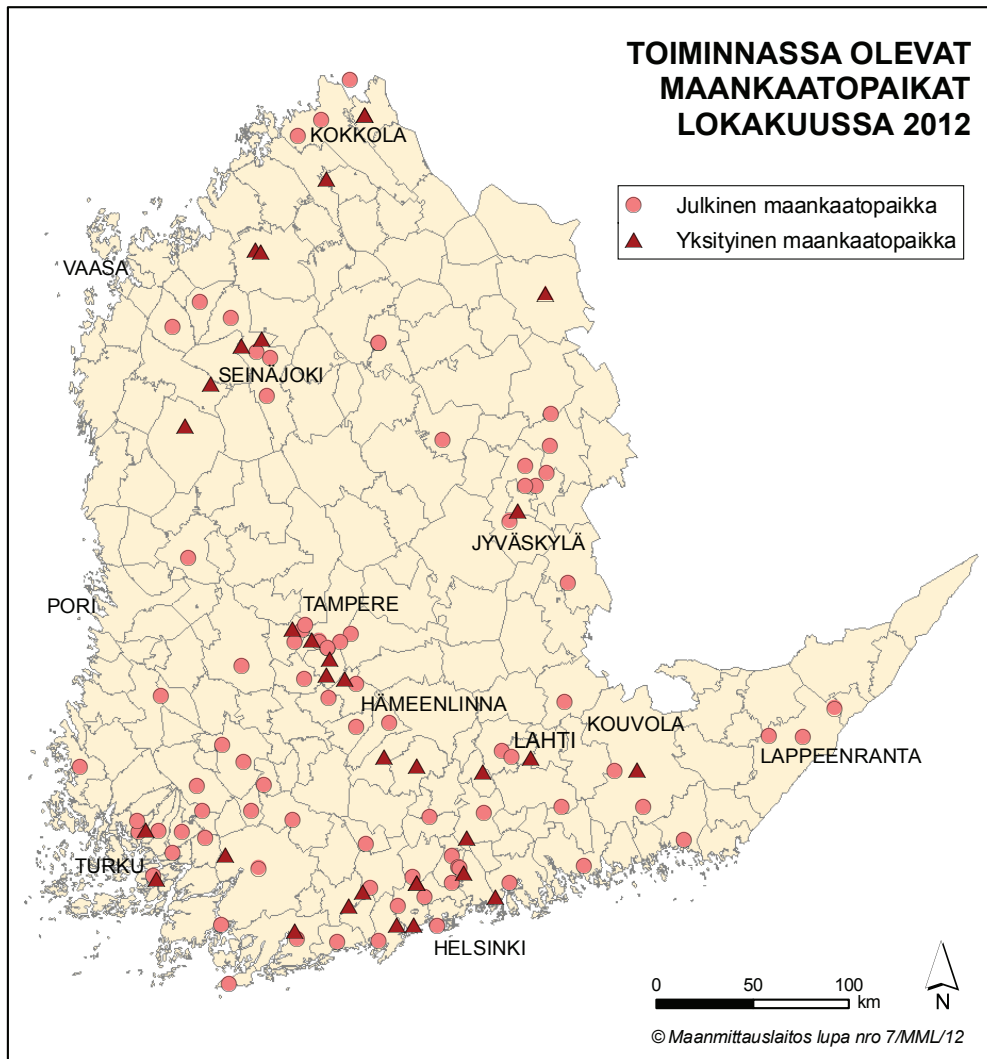 TOIMINNASSA OLEVAT
MAANKAATOPAIKAT
LOKAKUUSSA 2012
Julkinen maankaatopaikka
Yksityinen maankaatopaikka
KOKKOLA
VAASA
SEINÄJOKI
JYVÄSKYLÄ
PORI
TAMPERE
HÄMEENLINNA
KOUVOLA
LAHTI
LAPPEENRANTA
TURKU
HELSINKI
0 50 100
km
N
© Maanmittauslaitos lupa nro 7/MML/12